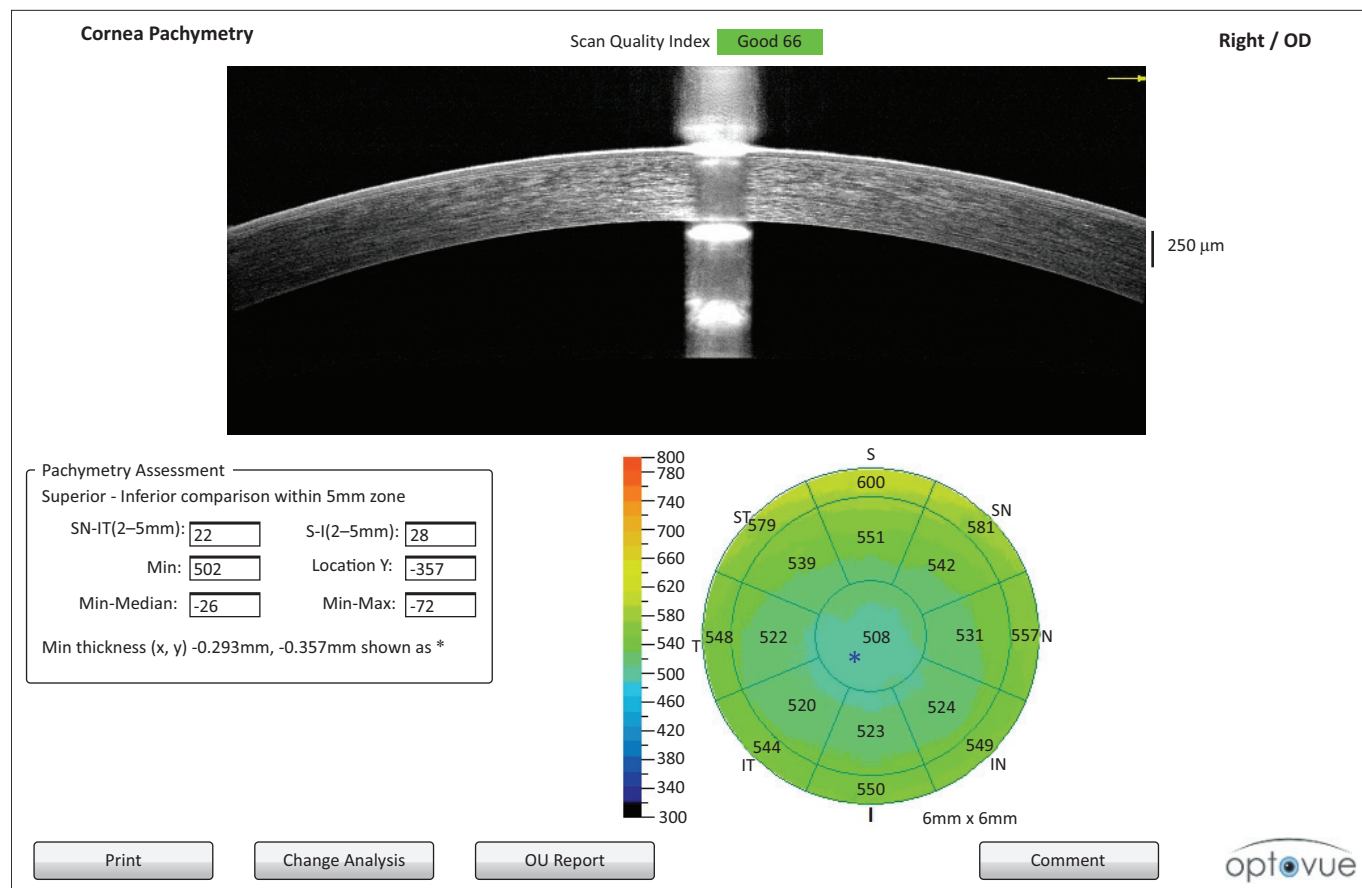 Cornea Pachymetry
Scan Quality Index Good 66
Right / OD
250 µm
Pachymetry Assessment
Superior - Inferior comparison within 5mm zone
SN-IT(2–5mm): 22 S-I(2–5mm): 28
Min: 502 Location Y: -357
Min-Median: -26 Min-Max: -72
Min thickness (x, y) -0.293mm, -0.357mm shown as *
800
780
740
700
660
620
580
540
500
460
420
380
340
300
S
600
ST 579 581 SN
551
539 542
T 548 522 508 531 557 N
*
520 524
523
544 549
IT IN
550
I
6mm x 6mm
Print Change Analysis OU Report Comment
optovue